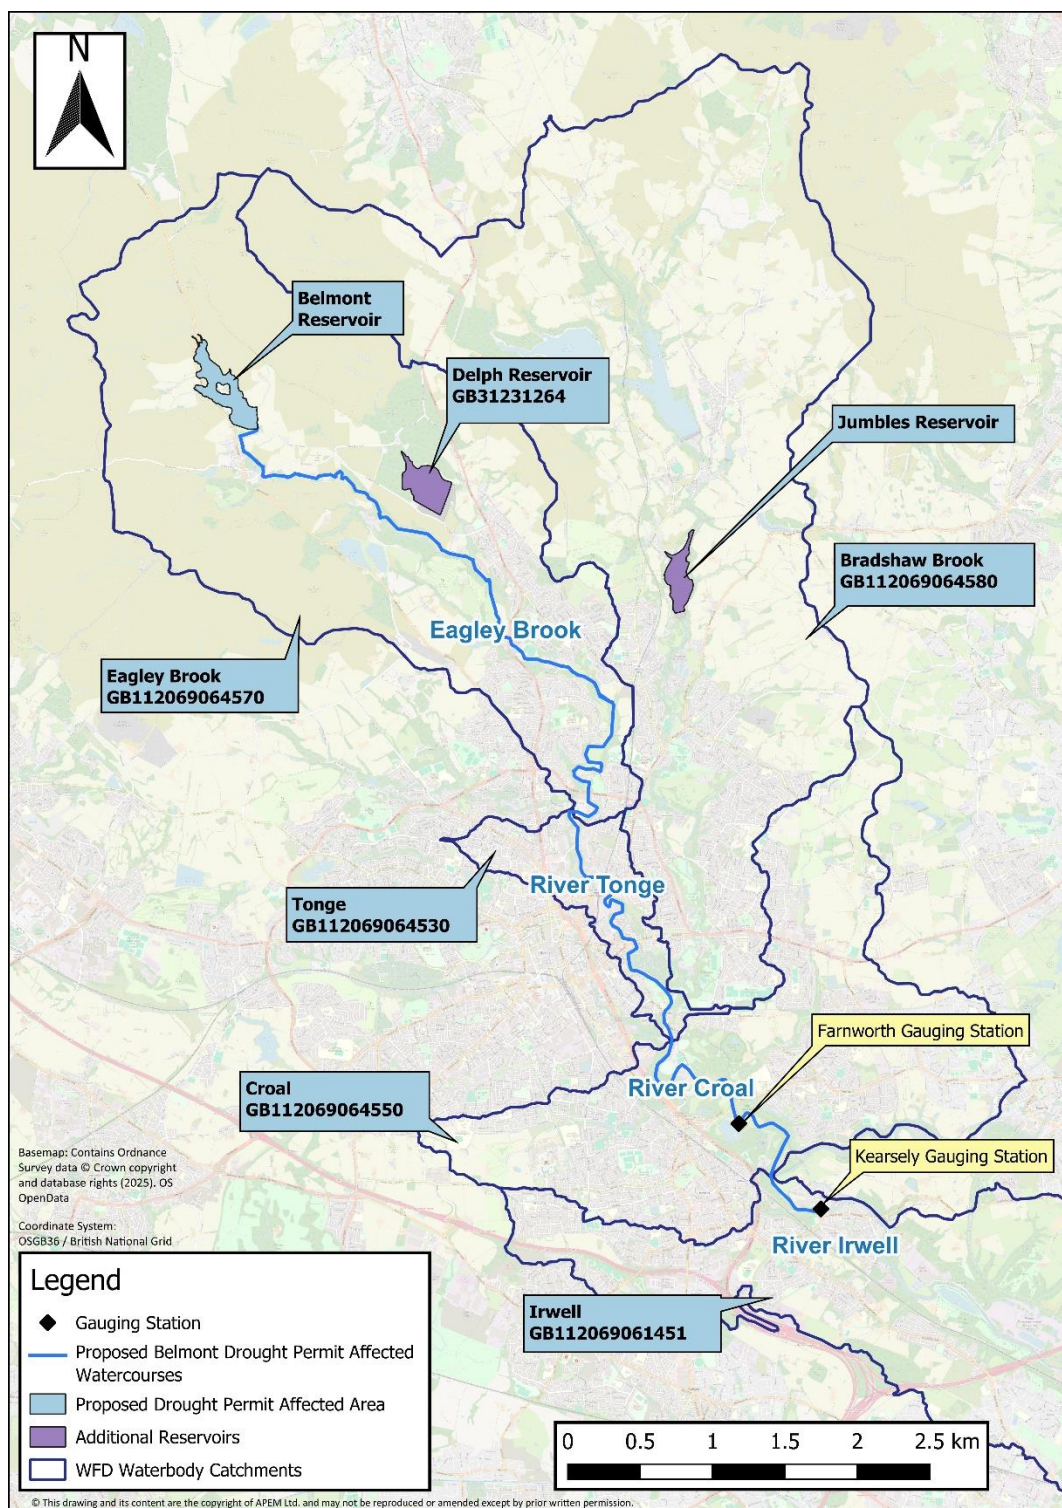 N
Belmont
Reservoir
Delph Reservoir
GB31231264
Jumbles Reservoir
Bradshaw Brook
GB112069064580
Eagley Brook
Eagley Brook
GB112069064570
River Tonge
Tonge
GB112069064530
Farnworth Gauging Station
River Croal
Croal
GB112069064550
Kearsely Gauging Station
River Irwell
Irwell
GB112069061451
Basemap: Contains Ordnance
Survey data © Crown copyright
and database rights (2025). OS
OpenData
Coordinate System:
OSGB36 / British National Grid
Legend
Gauging Station
Proposed Belmont Drought Permit Affected
Watercourses
Proposed Drought Permit Affected Area
Additional Reservoirs
WFD Waterbody Catchments
0 0.5 1 1.5 2 2.5 km
© This drawing and its content are the copyright of APEM Ltd. and may not be reproduced or amended except by prior written permission.